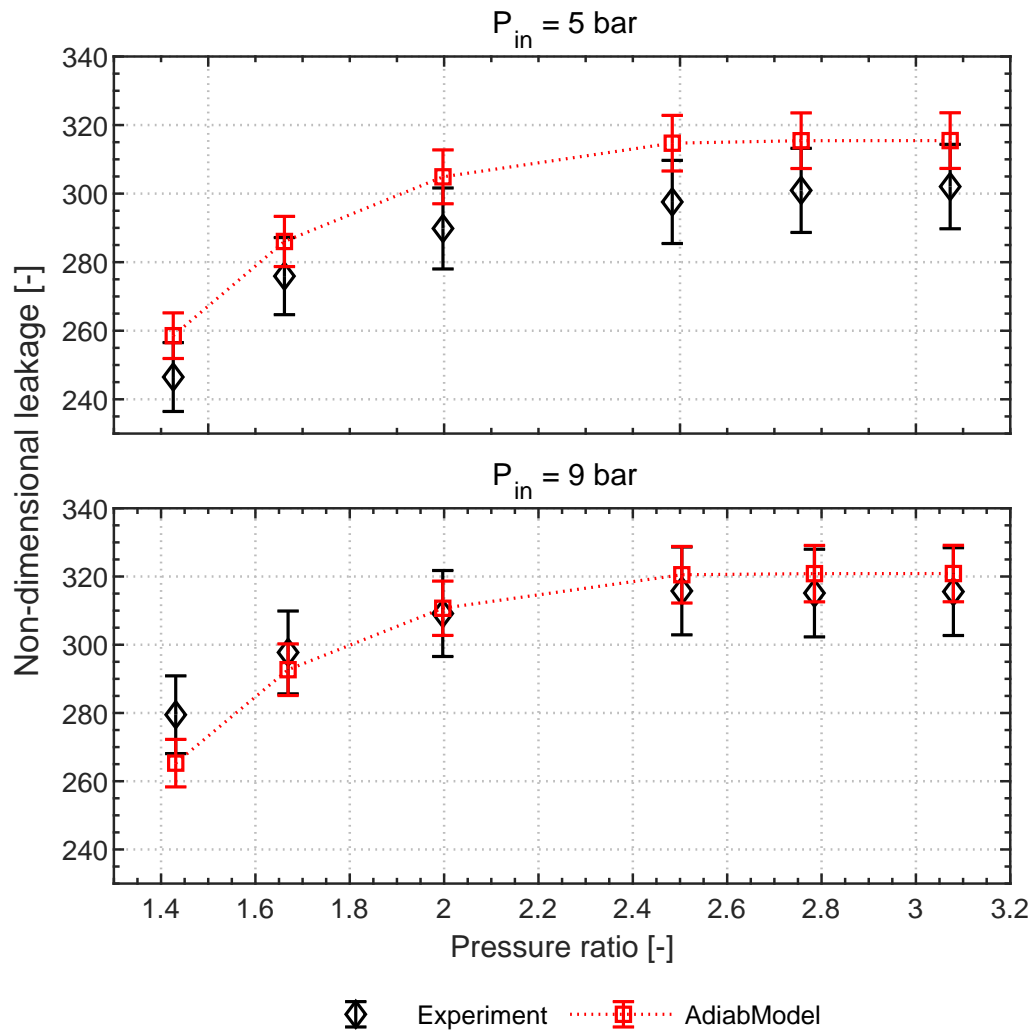 P_in = 5 bar
340
320
300
280
260
240
Non-dimensional leakage [-]
P_in = 9 bar
340
320
300
280
260
240
1.4 1.6 1.8 2 2.2 2.4 2.6 2.8 3 3.2
Pressure ratio [-]
Experiment AdiabModel